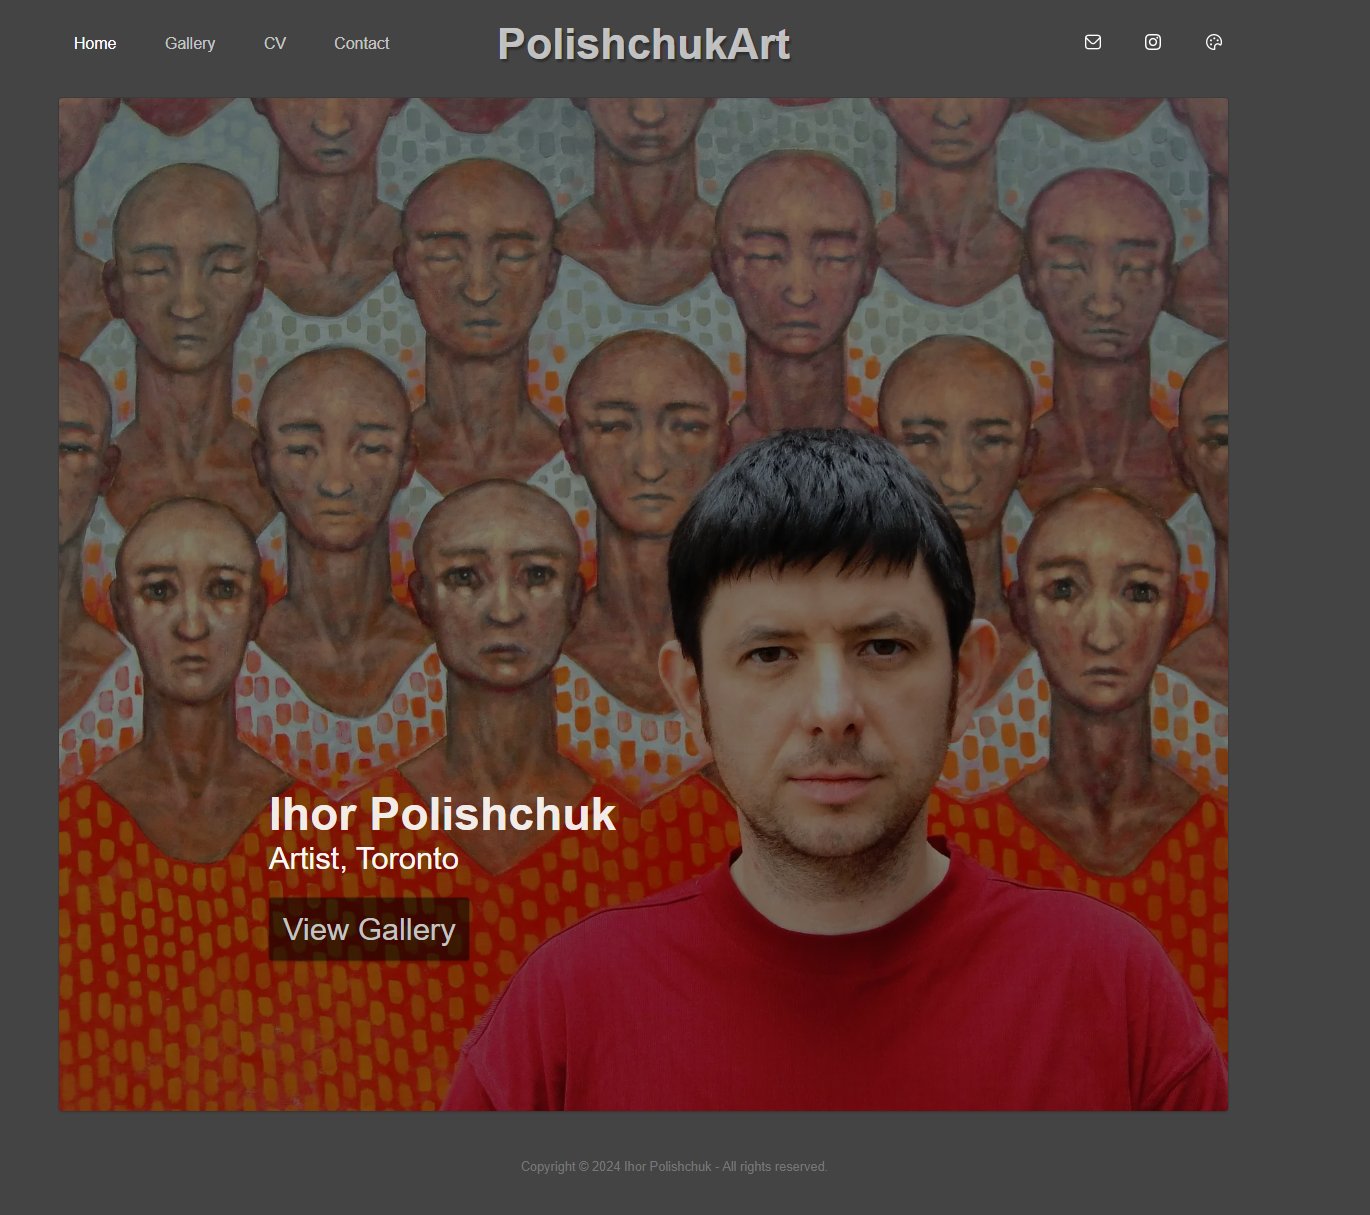 Home Gallery CV Contact PolishchukArt
Ihor Polishchuk
Artist, Toronto
View Gallery
Copyright © 2024 Ihor Polishchuk - All rights reserved.